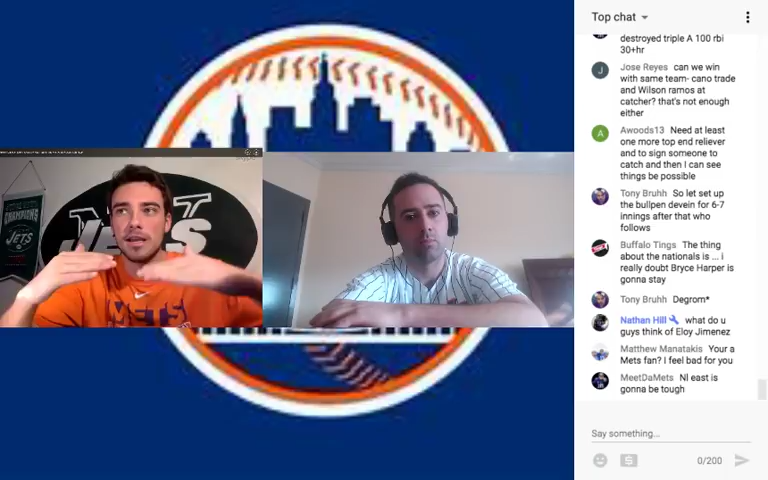 Top chat
destroyed triple A 100 rbi
30+hr
J Jose Reyes can we win
with same team- cano trade
and Wilson ramos at
catcher? that's not enough
either
A Awoods13 Need at least
one more top end reliever
and to sign someone to
catch and then I can see
things be possible
Tony Bruhh So let set up
the bullpen devein for 6-7
innings after that who
follows
Buffalo Tings The thing
about the nationals is ... i
really doubt Bryce Harper is
gonna stay
Tony Bruhh Degrom*
Nathan Hill what do u
guys think of Eloy Jimenez
Matthew Manatakis Your a
Mets fan? I feel bad for you
MeetDaMets Nl east is
gonna be tough
Say something...
0/200
CHAMPIONS
JETS
JETS
METS